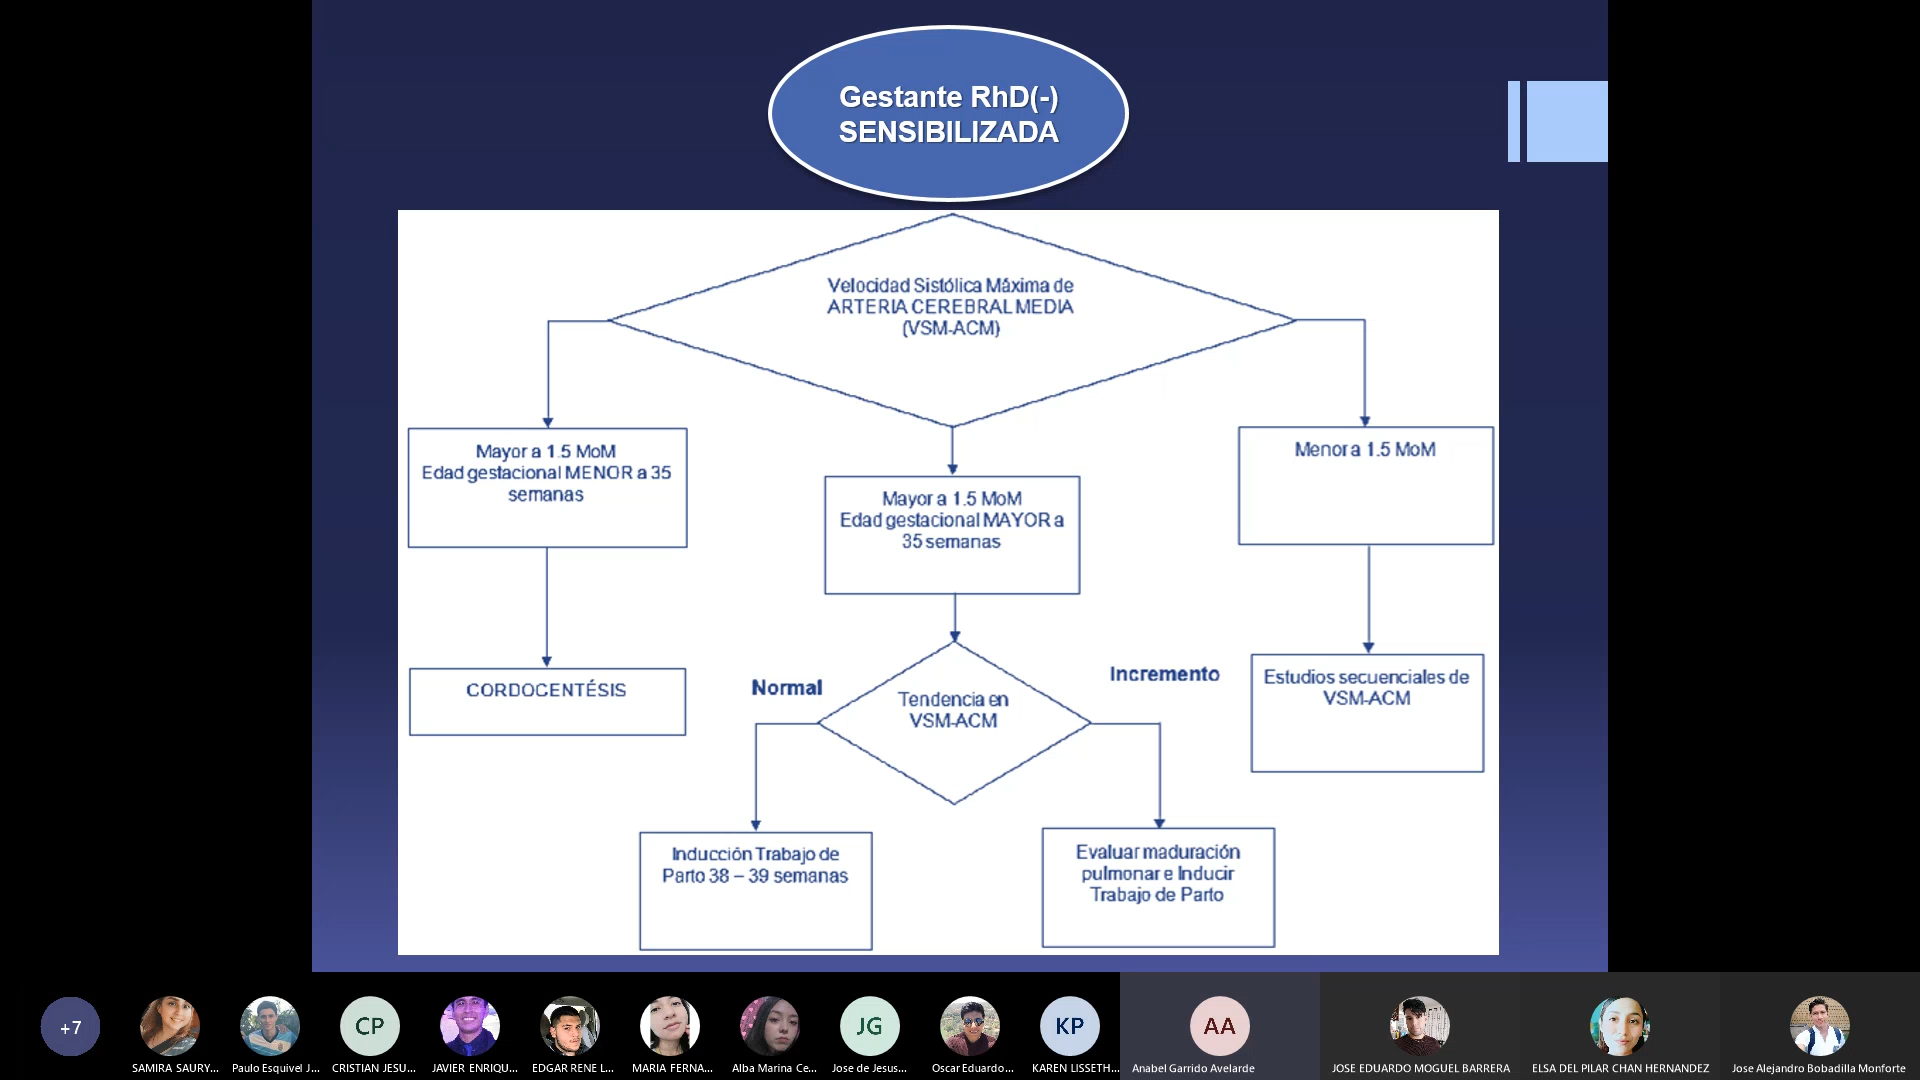 Gestante RhD(-)
SENSIBILIZADA
Velocidad Sistólica Máxima de
ARTERIA CEREBRAL MEDIA
(VSM-ACM)
Mayor a 1.5 MoM
Edad gestacional MENOR a 35
semanas
Mayor a 1.5 MoM
Edad gestacional MAYOR a
35 semanas
Menor a 1.5 MoM
CORDOCENTÉSIS
Normal
Tendencia en
VSM-ACM
Incremento
Estudios secuenciales de
VSM-ACM
Inducción Trabajo de
Parto 38 – 39 semanas
Evaluar maduración
pulmonar e Inducir
Trabajo de Parto
+7
CP
JG
KP
AA
SAMIRA SAURY...
Paulo Esquivel J...
CRISTIAN JESU...
JAVIER ENRIQU...
EDGAR RENE L...
MARIA FERNA...
Alba Marina Ce...
Jose de Jesus...
Oscar Eduardo...
KAREN LISSETH...
Anabel Garrido Avelarde
JOSE EDUARDO MOGUEL BARRERA
ELSA DEL PILAR CHAN HERNANDEZ
Jose Alejandro Bobadilla Monforte